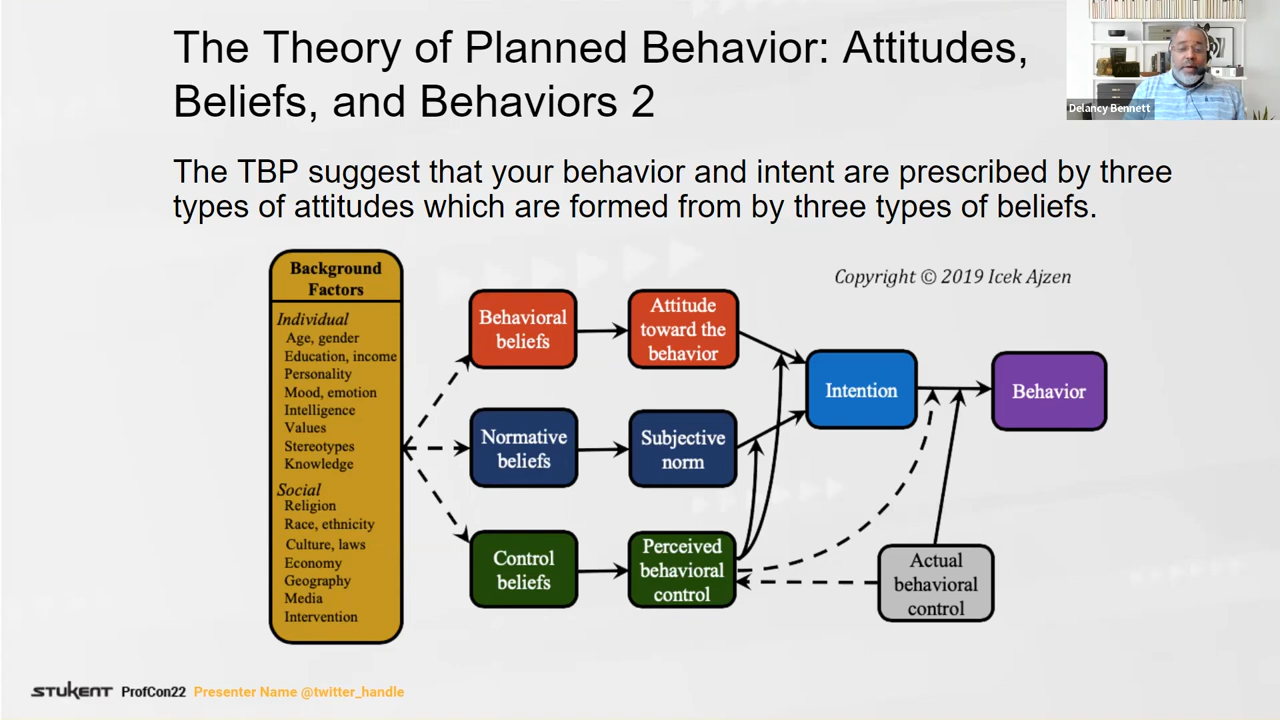 The Theory of Planned Behavior: Attitudes,
Beliefs, and Behaviors 2
Delancy Bennett
The TBP suggest that your behavior and intent are prescribed by three
types of attitudes which are formed from by three types of beliefs.
Copyright © 2019 Icek Ajzen
Background
Factors
Individual
Age, gender
Education, income
Personality
Mood, emotion
Intelligence
Values
Stereotypes
Knowledge
Social
Religion
Race, ethnicity
Culture, laws
Economy
Geography
Media
Intervention
Behavioral
beliefs
Attitude
toward the
behavior
Normative
beliefs
Subjective
norm
Control
beliefs
Perceived
behavioral
control
Intention
Behavior
Actual
behavioral
control
STUKENT ProfCon22 Presenter Name @twitter_handle